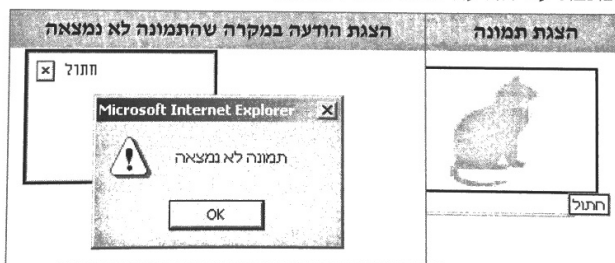 הצגת תמונה
הצגת הודעה במקרה שהתמונה לא נמצאה
חתול
חתול
Microsoft Internet Explorer
תמונה לא נמצאה
OK